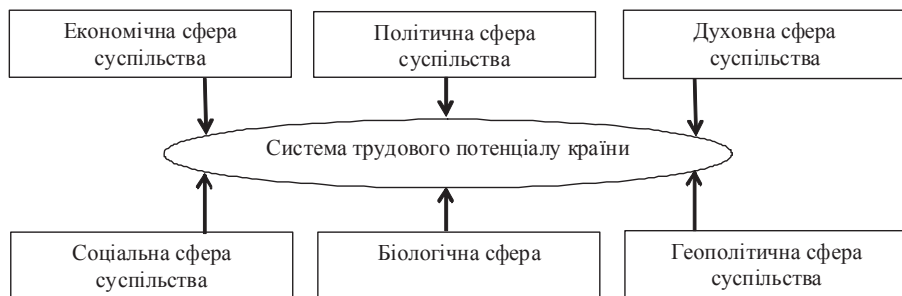 Економічна сфера
суспільства
Політична сфера
суспільства
Духовна сфера
суспільства
Система трудового потенціалу країни
Соціальна сфера
суспільства
Біологічна сфера
Геополітична сфера
суспільства